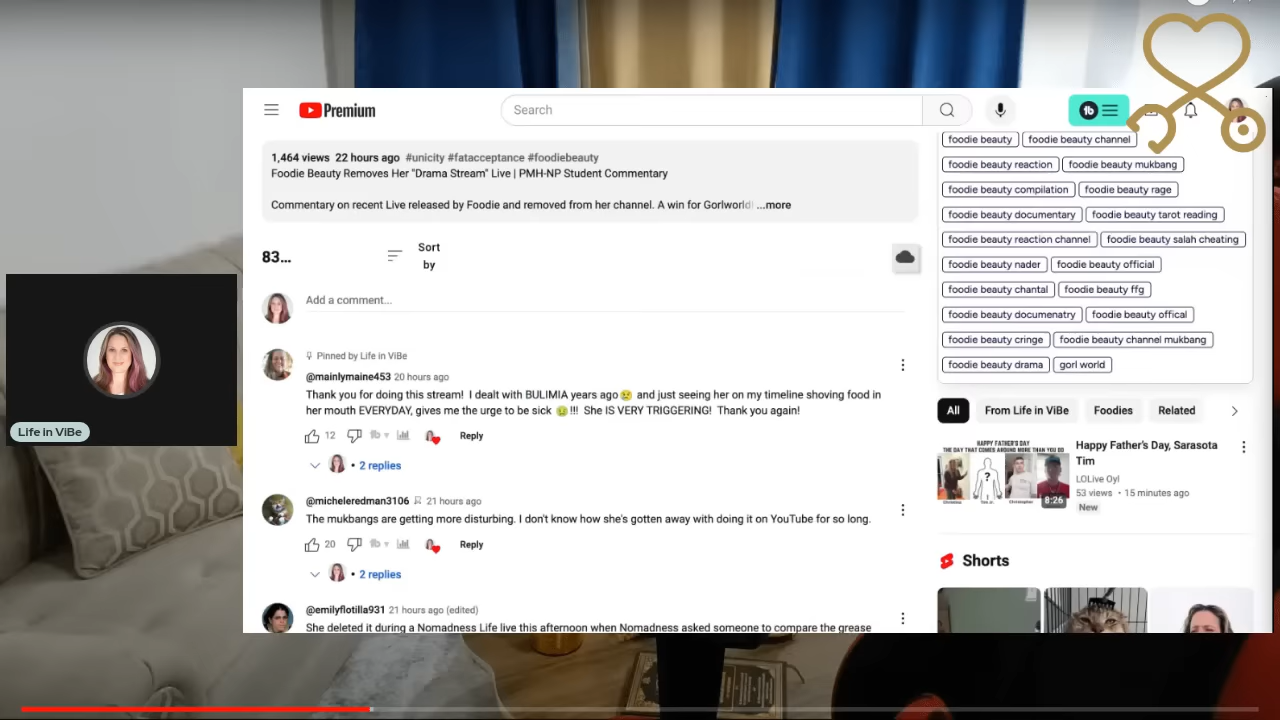 Premium
Search
1,464 views 22 hours ago #unicity #fatacceptance #foodiebeauty
Foodie Beauty Removes Her "Drama Stream" Live | PMH-NP Student Commentary
Commentary on recent Live released by Foodie and removed from her channel. A win for Gorlworld ...more
83...
Sort
by
Add a comment...
Pinned by Life in ViBe
@mainlymaine453 20 hours ago
Thank you for doing this stream! I dealt with BULIMIA years ago😢 and just seeing her on my timeline shoving food in
her mouth EVERYDAY, gives me the urge to be sick 🤢!!! She IS VERY TRIGGERING! Thank you again!
12
Reply
• 2 replies
@micheleredman3106 21 hours ago
The mukbangs are getting more disturbing. I don't know how she's gotten away with doing it on YouTube for so long.
20
Reply
• 2 replies
@emilyflotilla931 21 hours ago (edited)
She deleted it during a Nomadness Life live this afternoon when Nomadness asked someone to compare the grease
Life in ViBe
foodie beauty foodie beauty channel
foodie beauty reaction foodie beauty mukbang
foodie beauty compilation foodie beauty rage
foodie beauty documentary foodie beauty tarot reading
foodie beauty reaction channel foodie beauty salah cheating
foodie beauty nader foodie beauty official
foodie beauty chantal foodie beauty ffg
foodie beauty documenatry foodie beauty offical
foodie beauty cringe foodie beauty channel mukbang
foodie beauty drama gorl world
All From Life in ViBe Foodies Related
HAPPY FATHER'S DAY
THE DAY THAT COMES AROUND MORE THAN YOU DO
8:26
Happy Father's Day, Sarasota
Tim
LOLive Oyl
53 views • 15 minutes ago
New
Shorts